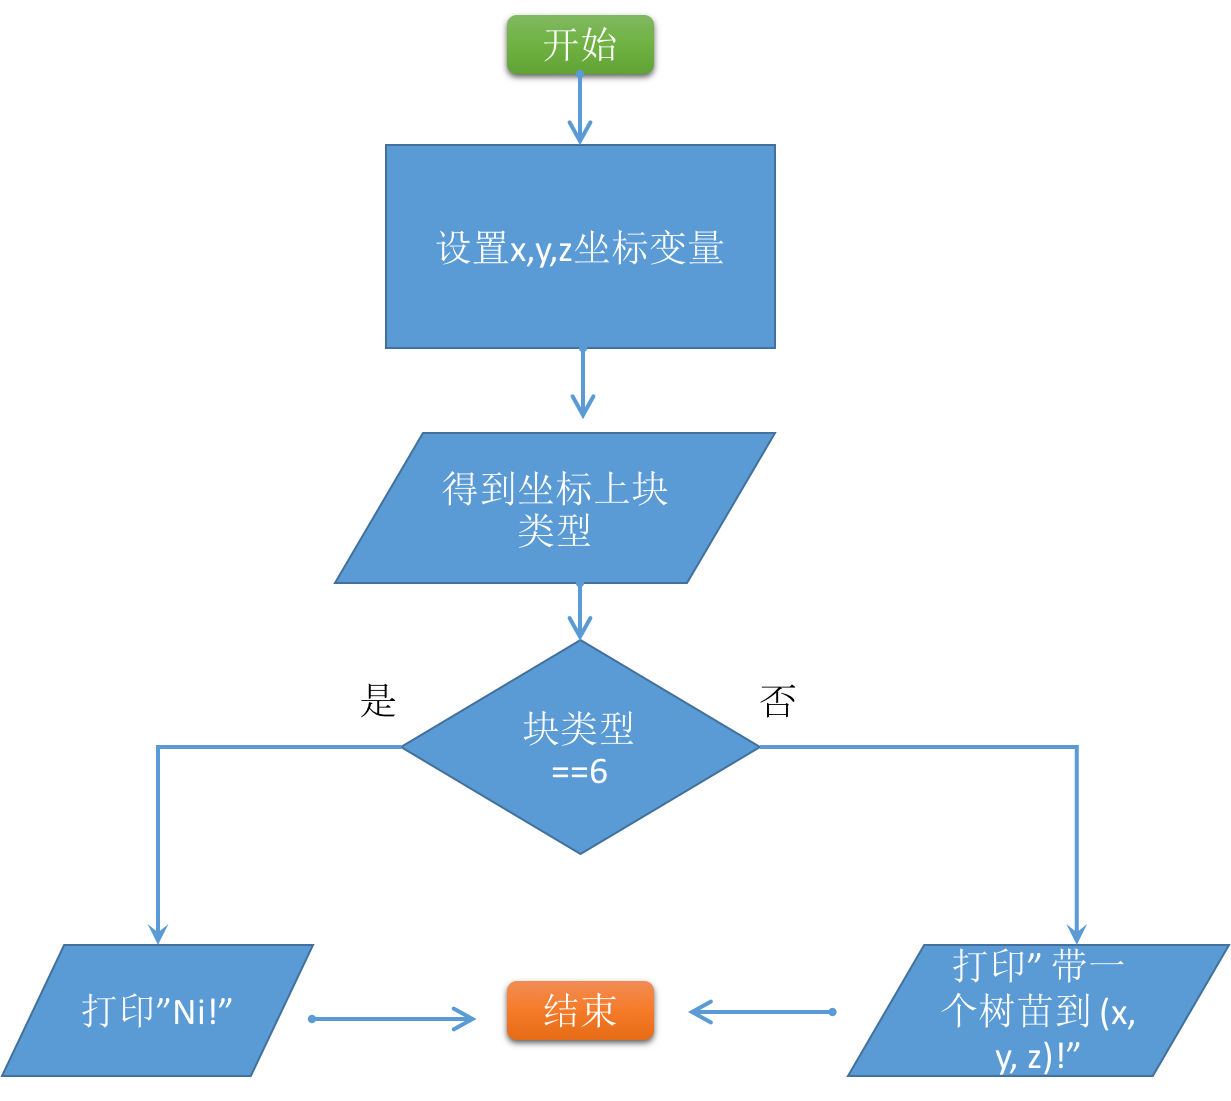 开始
设置x,y,z坐标变量
得到坐标上块
类型
是
否
块类型
==6
打印”Ni!”
结束
打印” 带一
个树苗到 (x,
y, z)!”